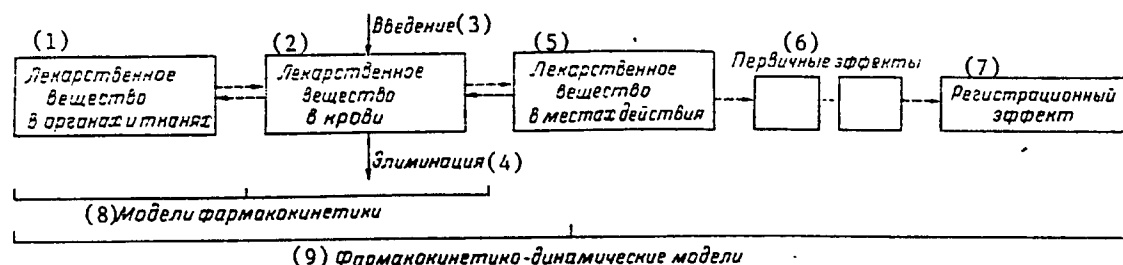 Введение(3)
(1)
Лекарственное
вещество
в органах и тканях
(2)
Лекарственное
вещество
в крови
(5)
Лекарственное
вещество
в местах действия
(6)
Первичные эффекты
(7)
Регистрационный
эффект
Элиминация(4)
(8)Модели фармакокинетики
(9) Фармакокинетико-динамические модели